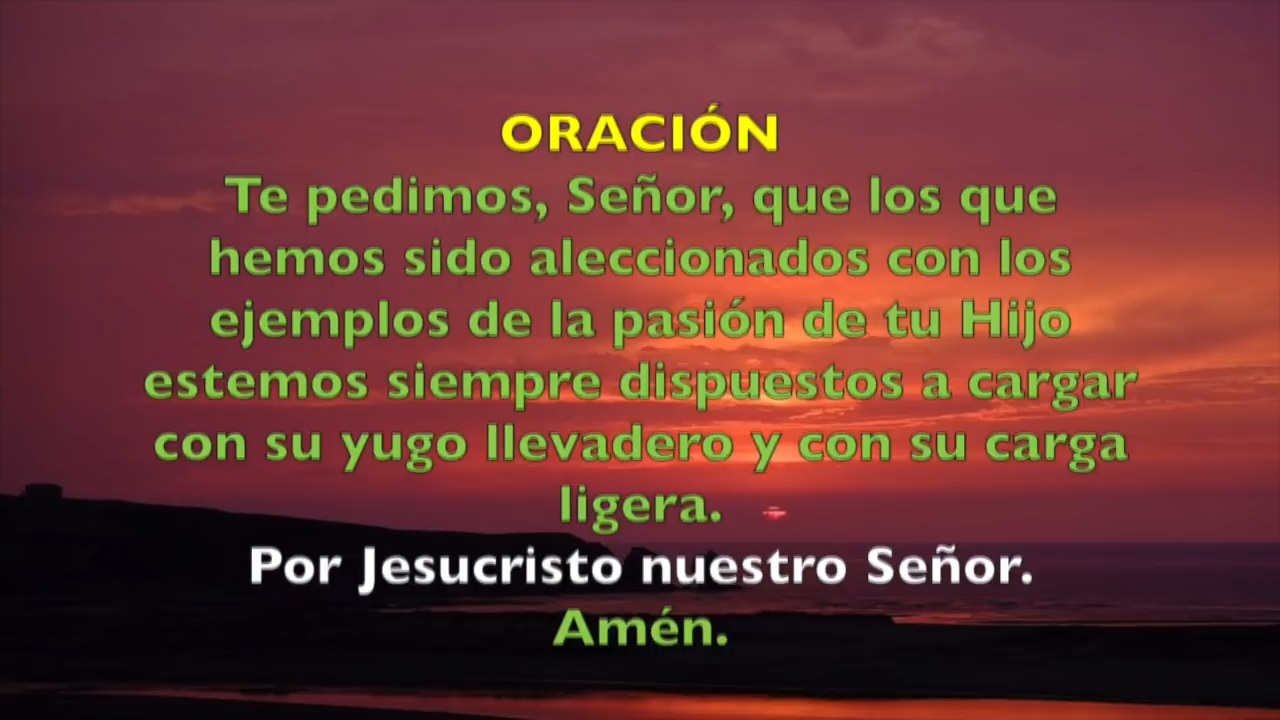 ORACIÓN
Te pedimos, Señor, que los que
hemos sido aleccionados con los
ejemplos de la pasión de tu Hijo
estemos siempre dispuestos a cargar
con su yugo llevadero y con su carga
ligera.
Por Jesucristo nuestro Señor.
Amén.